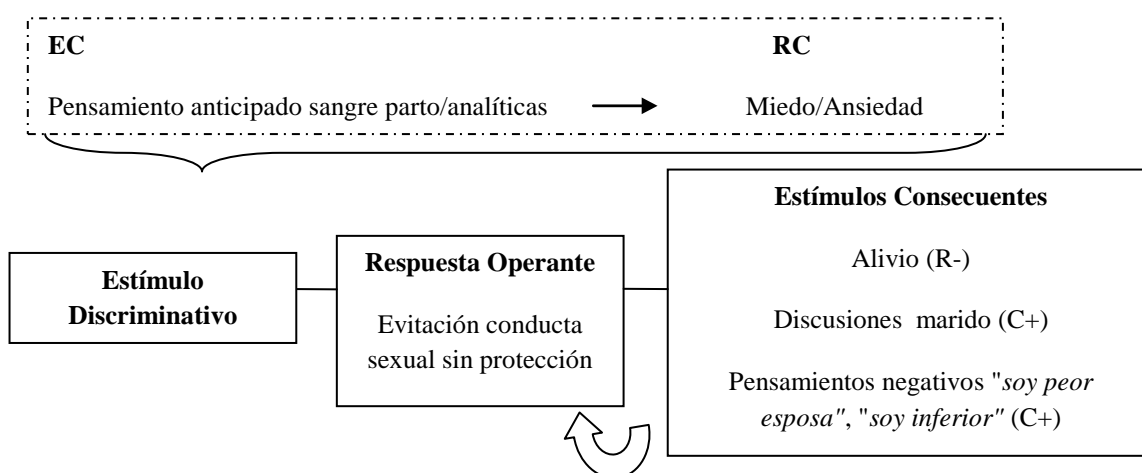 EC RC
Pensamiento anticipado sangre parto/analíticas Miedo/Ansiedad
Estímulo
Discriminativo
Respuesta Operante
Evitación conducta
sexual sin protección
Estímulos Consecuentes
Alivio (R-)
Discusiones marido (C+)
Pensamientos negativos "soy peor
esposa", "soy inferior" (C+)